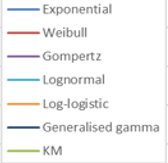 Exponential
Weibull
Gompertz
Lognormal
Log-logistic
Generalised gamma
KM